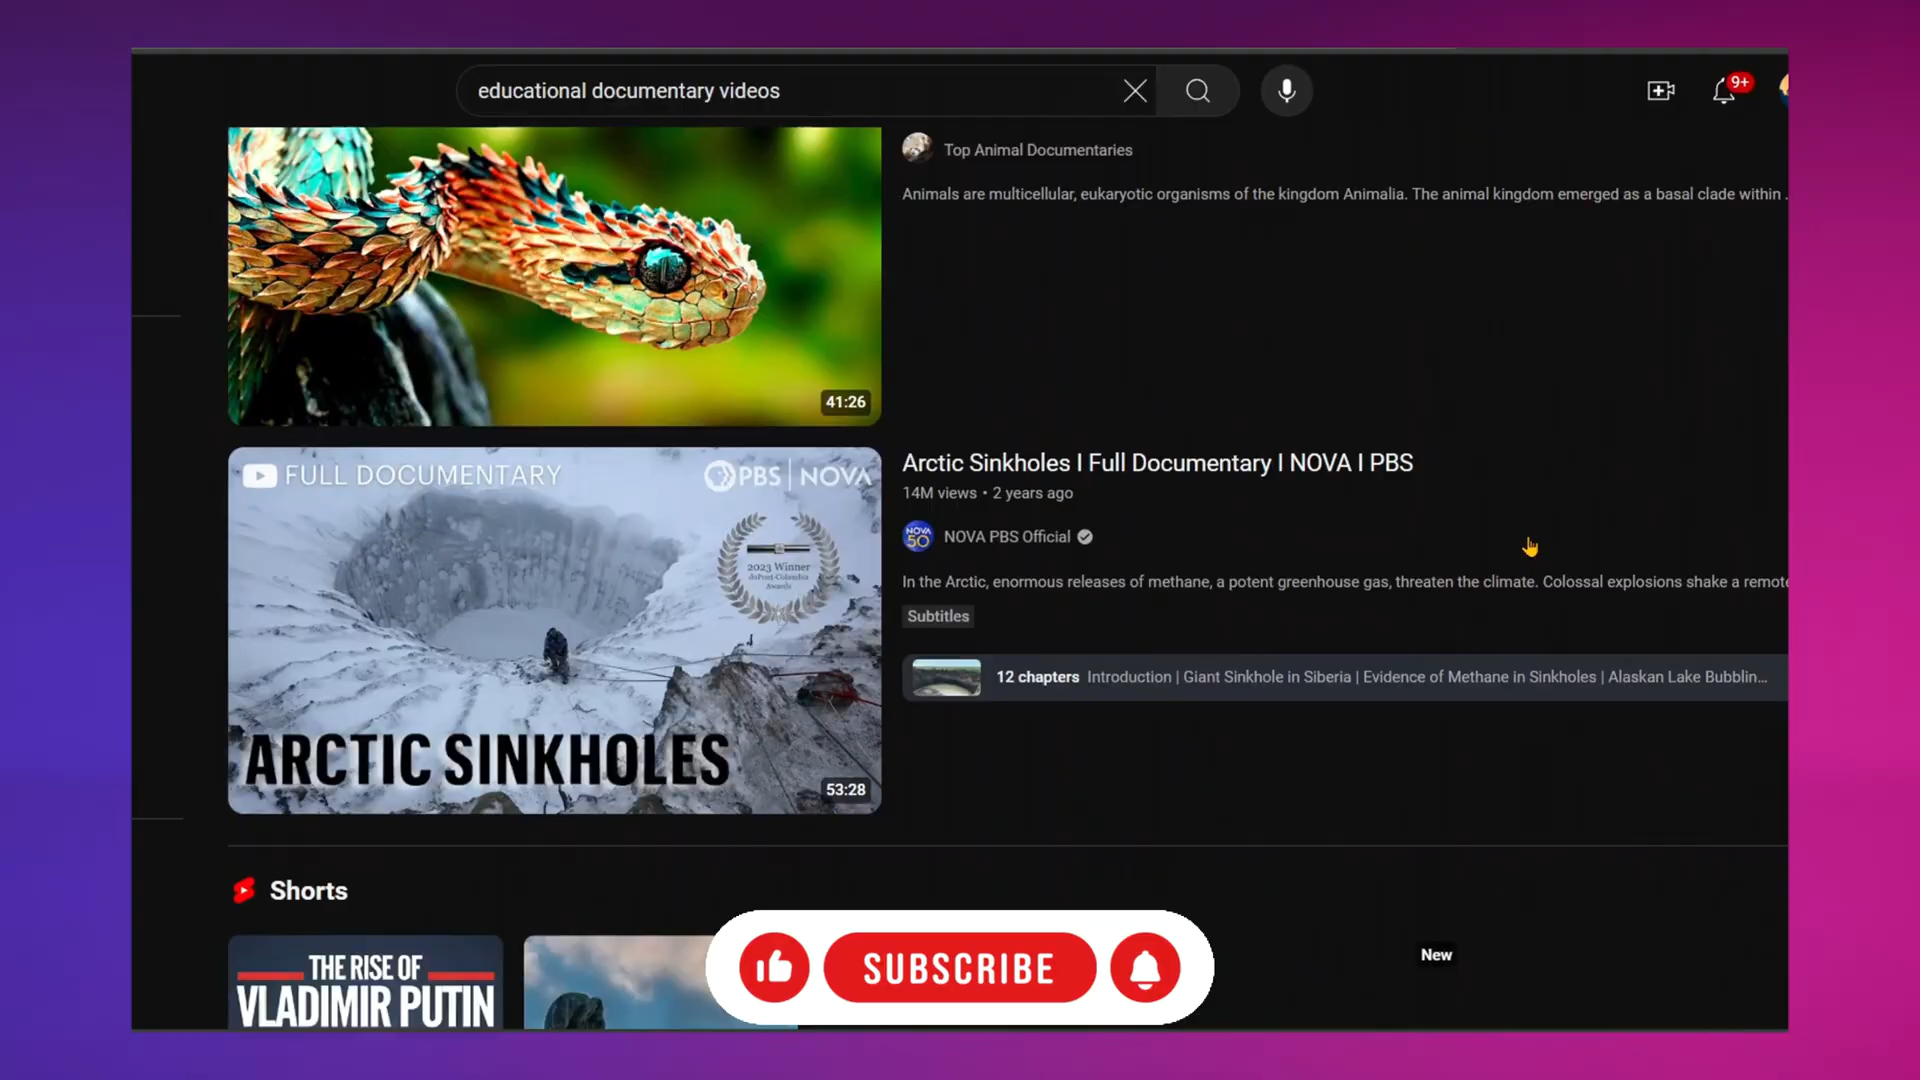 educational documentary videos
9+
Top Animal Documentaries
Animals are multicellular, eukaryotic organisms of the kingdom Animalia. The animal kingdom emerged as a basal clade within .
41:26
FULL DOCUMENTARY
PBS | NOVA
2023 Winner
duPont-Columbia
Awards
ARCTIC SINKHOLES
53:28
Arctic Sinkholes I Full Documentary I NOVA I PBS
14M views • 2 years ago
NOVA
50
NOVA PBS Official
In the Arctic, enormous releases of methane, a potent greenhouse gas, threaten the climate. Colossal explosions shake a remote
Subtitles
12 chapters Introduction | Giant Sinkhole in Siberia | Evidence of Methane in Sinkholes | Alaskan Lake Bubblin...
Shorts
THE RISE OF
VLADIMIR PUTIN
SUBSCRIBE
New